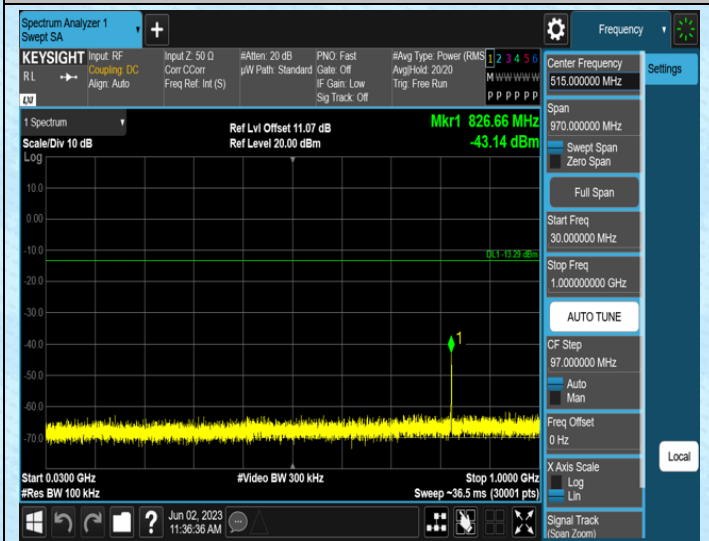 Spectrum Analyzer 1
Swept SA
+
Frequency
KEYSIGHT
RL
LXI
Input: RF
Coupling: DC
Align: Auto
Input Z: 50 Ω
Corr CCorr
Freq Ref: Int (S)
#Atten: 20 dB
µW Path: Standard
PNO: Fast
Gate: Off
IF Gain: Low
Sig Track: Off
#Avg Type: Power (RMS
Avg|Hold: 20/20
Trig: Free Run
1 2 3 4 5 6
M W W W W W
P P P P P P
1 Spectrum
Scale/Div 10 dB
Log
Ref Lvl Offset 11.07 dB
Ref Level 20.00 dBm
Mkr1 826.66 MHz
-43.14 dBm
10.0
0.00
-10.0
DL1 -13.29 dBm
-20.0
-30.0
-40.0
1
-50.0
-60.0
-70.0
Start 0.0300 GHz
#Res BW 100 kHz
#Video BW 300 kHz
Stop 1.0000 GHz
Sweep ~36.5 ms (30001 pts)
?
Jun 02, 2023
11:36:36 AM
Center Frequency
515.000000 MHz
Settings
Span
970.000000 MHz
Swept Span
Zero Span
Full Span
Start Freq
30.000000 MHz
Stop Freq
1.000000000 GHz
AUTO TUNE
CF Step
97.000000 MHz
Auto
Man
Freq Offset
0 Hz
Local
X Axis Scale
Log
Lin
Signal Track
(Span Zoom)